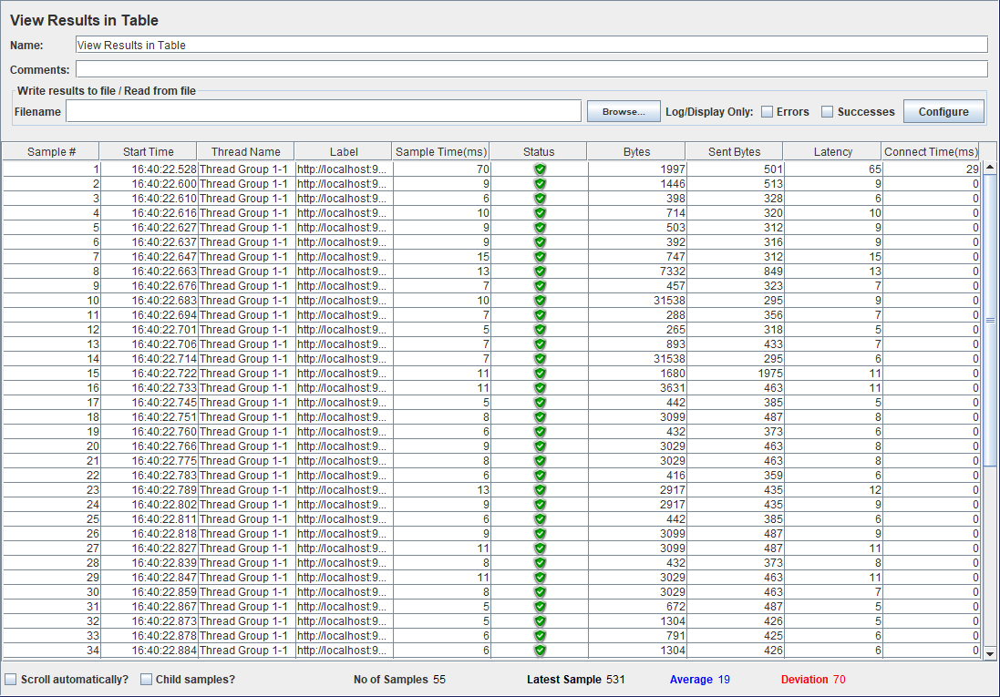 View Results in Table
Name: View Results in Table
Comments:
Write results to file / Read from file
Filename Browse... Log/Display Only: Errors Successes Configure
Sample # Start Time Thread Name Label Sample Time(ms) Status Bytes Sent Bytes Latency Connect Time(ms)
1 16:40:22.528 Thread Group 1-1 http://localhost:9... 70 1997 501 65 29
2 16:40:22.600 Thread Group 1-1 http://localhost:9... 9 1446 513 9 0
3 16:40:22.610 Thread Group 1-1 http://localhost:9... 6 398 328 6 0
4 16:40:22.616 Thread Group 1-1 http://localhost:9... 10 714 320 10 0
5 16:40:22.627 Thread Group 1-1 http://localhost:9... 9 503 312 9 0
6 16:40:22.637 Thread Group 1-1 http://localhost:9... 9 392 316 9 0
7 16:40:22.647 Thread Group 1-1 http://localhost:9... 15 747 312 15 0
8 16:40:22.663 Thread Group 1-1 http://localhost:9... 13 7332 849 13 0
9 16:40:22.676 Thread Group 1-1 http://localhost:9... 7 457 323 7 0
10 16:40:22.683 Thread Group 1-1 http://localhost:9... 10 31538 295 9 0
11 16:40:22.694 Thread Group 1-1 http://localhost:9... 7 288 356 7 0
12 16:40:22.701 Thread Group 1-1 http://localhost:9... 5 265 318 5 0
13 16:40:22.706 Thread Group 1-1 http://localhost:9... 7 893 433 7 0
14 16:40:22.714 Thread Group 1-1 http://localhost:9... 7 31538 295 6 0
15 16:40:22.722 Thread Group 1-1 http://localhost:9... 11 1680 1975 11 0
16 16:40:22.733 Thread Group 1-1 http://localhost:9... 11 3631 463 11 0
17 16:40:22.745 Thread Group 1-1 http://localhost:9... 5 442 385 5 0
18 16:40:22.751 Thread Group 1-1 http://localhost:9... 8 3099 487 8 0
19 16:40:22.760 Thread Group 1-1 http://localhost:9... 6 432 373 6 0
20 16:40:22.766 Thread Group 1-1 http://localhost:9... 9 3029 463 8 0
21 16:40:22.775 Thread Group 1-1 http://localhost:9... 8 3029 463 8 0
22 16:40:22.783 Thread Group 1-1 http://localhost:9... 6 416 359 6 0
23 16:40:22.789 Thread Group 1-1 http://localhost:9... 13 2917 435 12 0
24 16:40:22.802 Thread Group 1-1 http://localhost:9... 9 2917 435 9 0
25 16:40:22.811 Thread Group 1-1 http://localhost:9... 6 442 385 6 0
26 16:40:22.818 Thread Group 1-1 http://localhost:9... 9 3099 487 9 0
27 16:40:22.827 Thread Group 1-1 http://localhost:9... 11 3099 487 11 0
28 16:40:22.839 Thread Group 1-1 http://localhost:9... 8 432 373 8 0
29 16:40:22.847 Thread Group 1-1 http://localhost:9... 11 3029 463 11 0
30 16:40:22.859 Thread Group 1-1 http://localhost:9... 8 3029 463 7 0
31 16:40:22.867 Thread Group 1-1 http://localhost:9... 5 672 487 5 0
32 16:40:22.873 Thread Group 1-1 http://localhost:9... 5 1304 426 5 0
33 16:40:22.878 Thread Group 1-1 http://localhost:9... 6 791 425 6 0
34 16:40:22.884 Thread Group 1-1 http://localhost:9... 6 1304 426 6 0
Scroll automatically? Child samples? No of Samples 55 Latest Sample 531 Average 19 Deviation 70